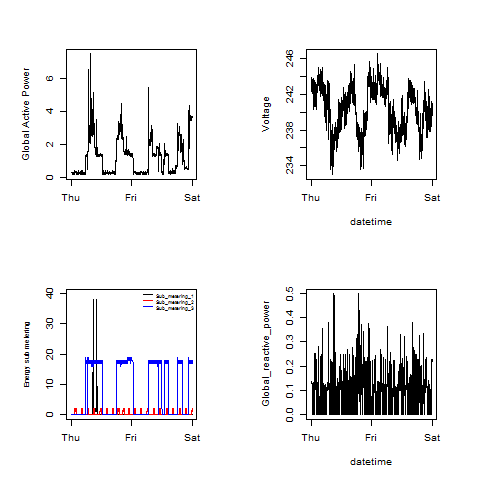 Global Active Power
6
4
2
0
Thu Fri Sat
Voltage
246
242
238
234
Thu Fri Sat
datetime
Energy sub metering
40
30
20
10
0
Sub_metering_1
Sub_metering_2
Sub_metering_3
Thu Fri Sat
Global_reactive_power
0.5
0.4
0.3
0.2
0.1
0.0
Thu Fri Sat
datetime